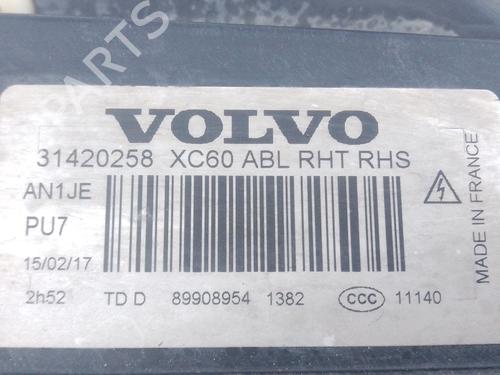 VOLVO
31420258 XC60 ABL RHT RHS
AN1JE
PU7
15/02/17
2h52 TD D 89908954 1382 CCC 11140
MADE IN FRANCE
PARTS